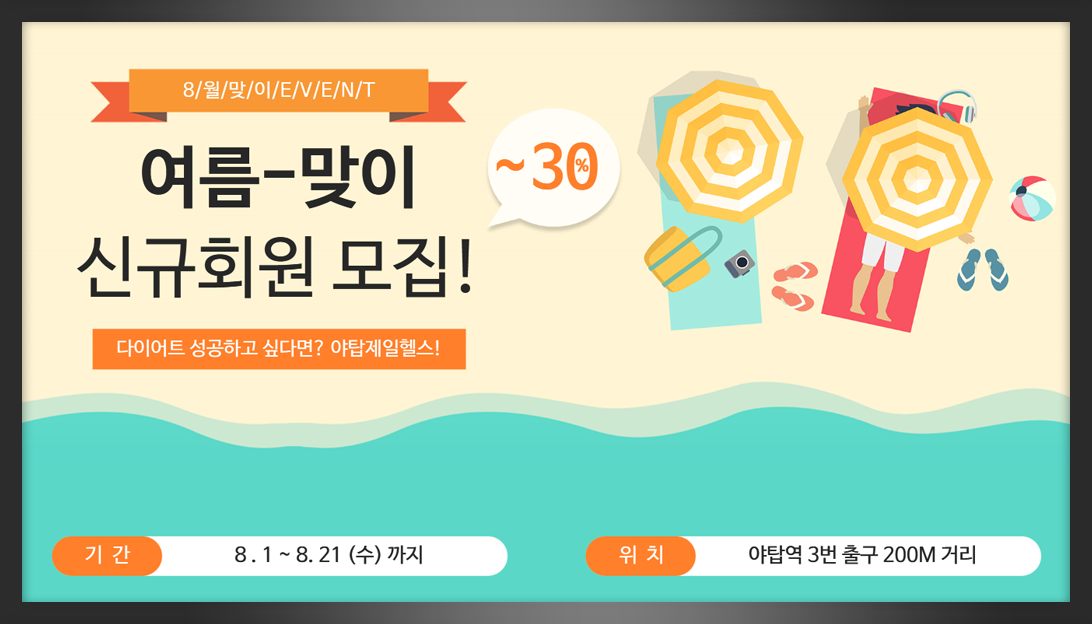 8/월/맞/이/E/V/E/N/T
여름-맞이
~30%
신규회원 모집!
다이어트 성공하고 싶다면? 야탑제일헬스!
기 간
8 . 1 ~ 8. 21 (수) 까지
위 치
야탑역 3번 출구 200M 거리